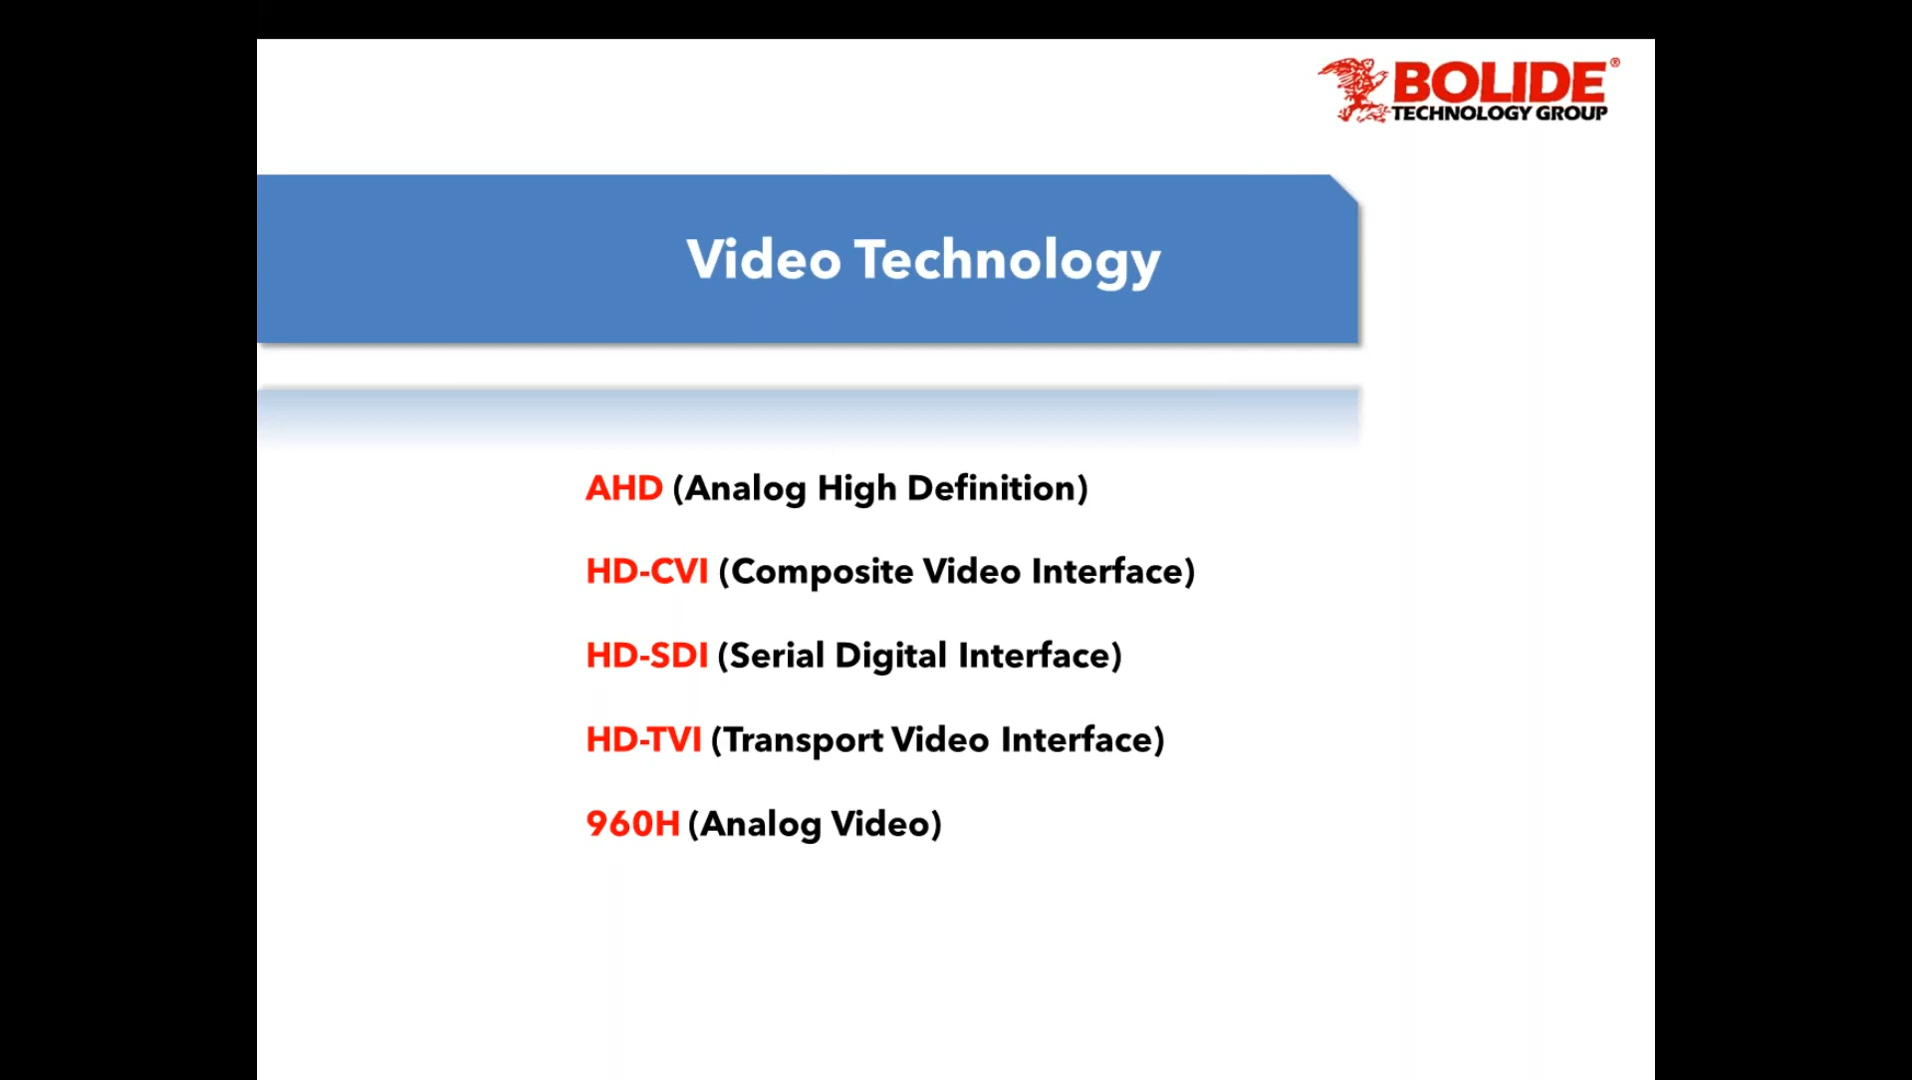 BOLIDE®
TECHNOLOGY GROUP
Video Technology
AHD (Analog High Definition)
HD-CVI (Composite Video Interface)
HD-SDI (Serial Digital Interface)
HD-TVI (Transport Video Interface)
960H (Analog Video)